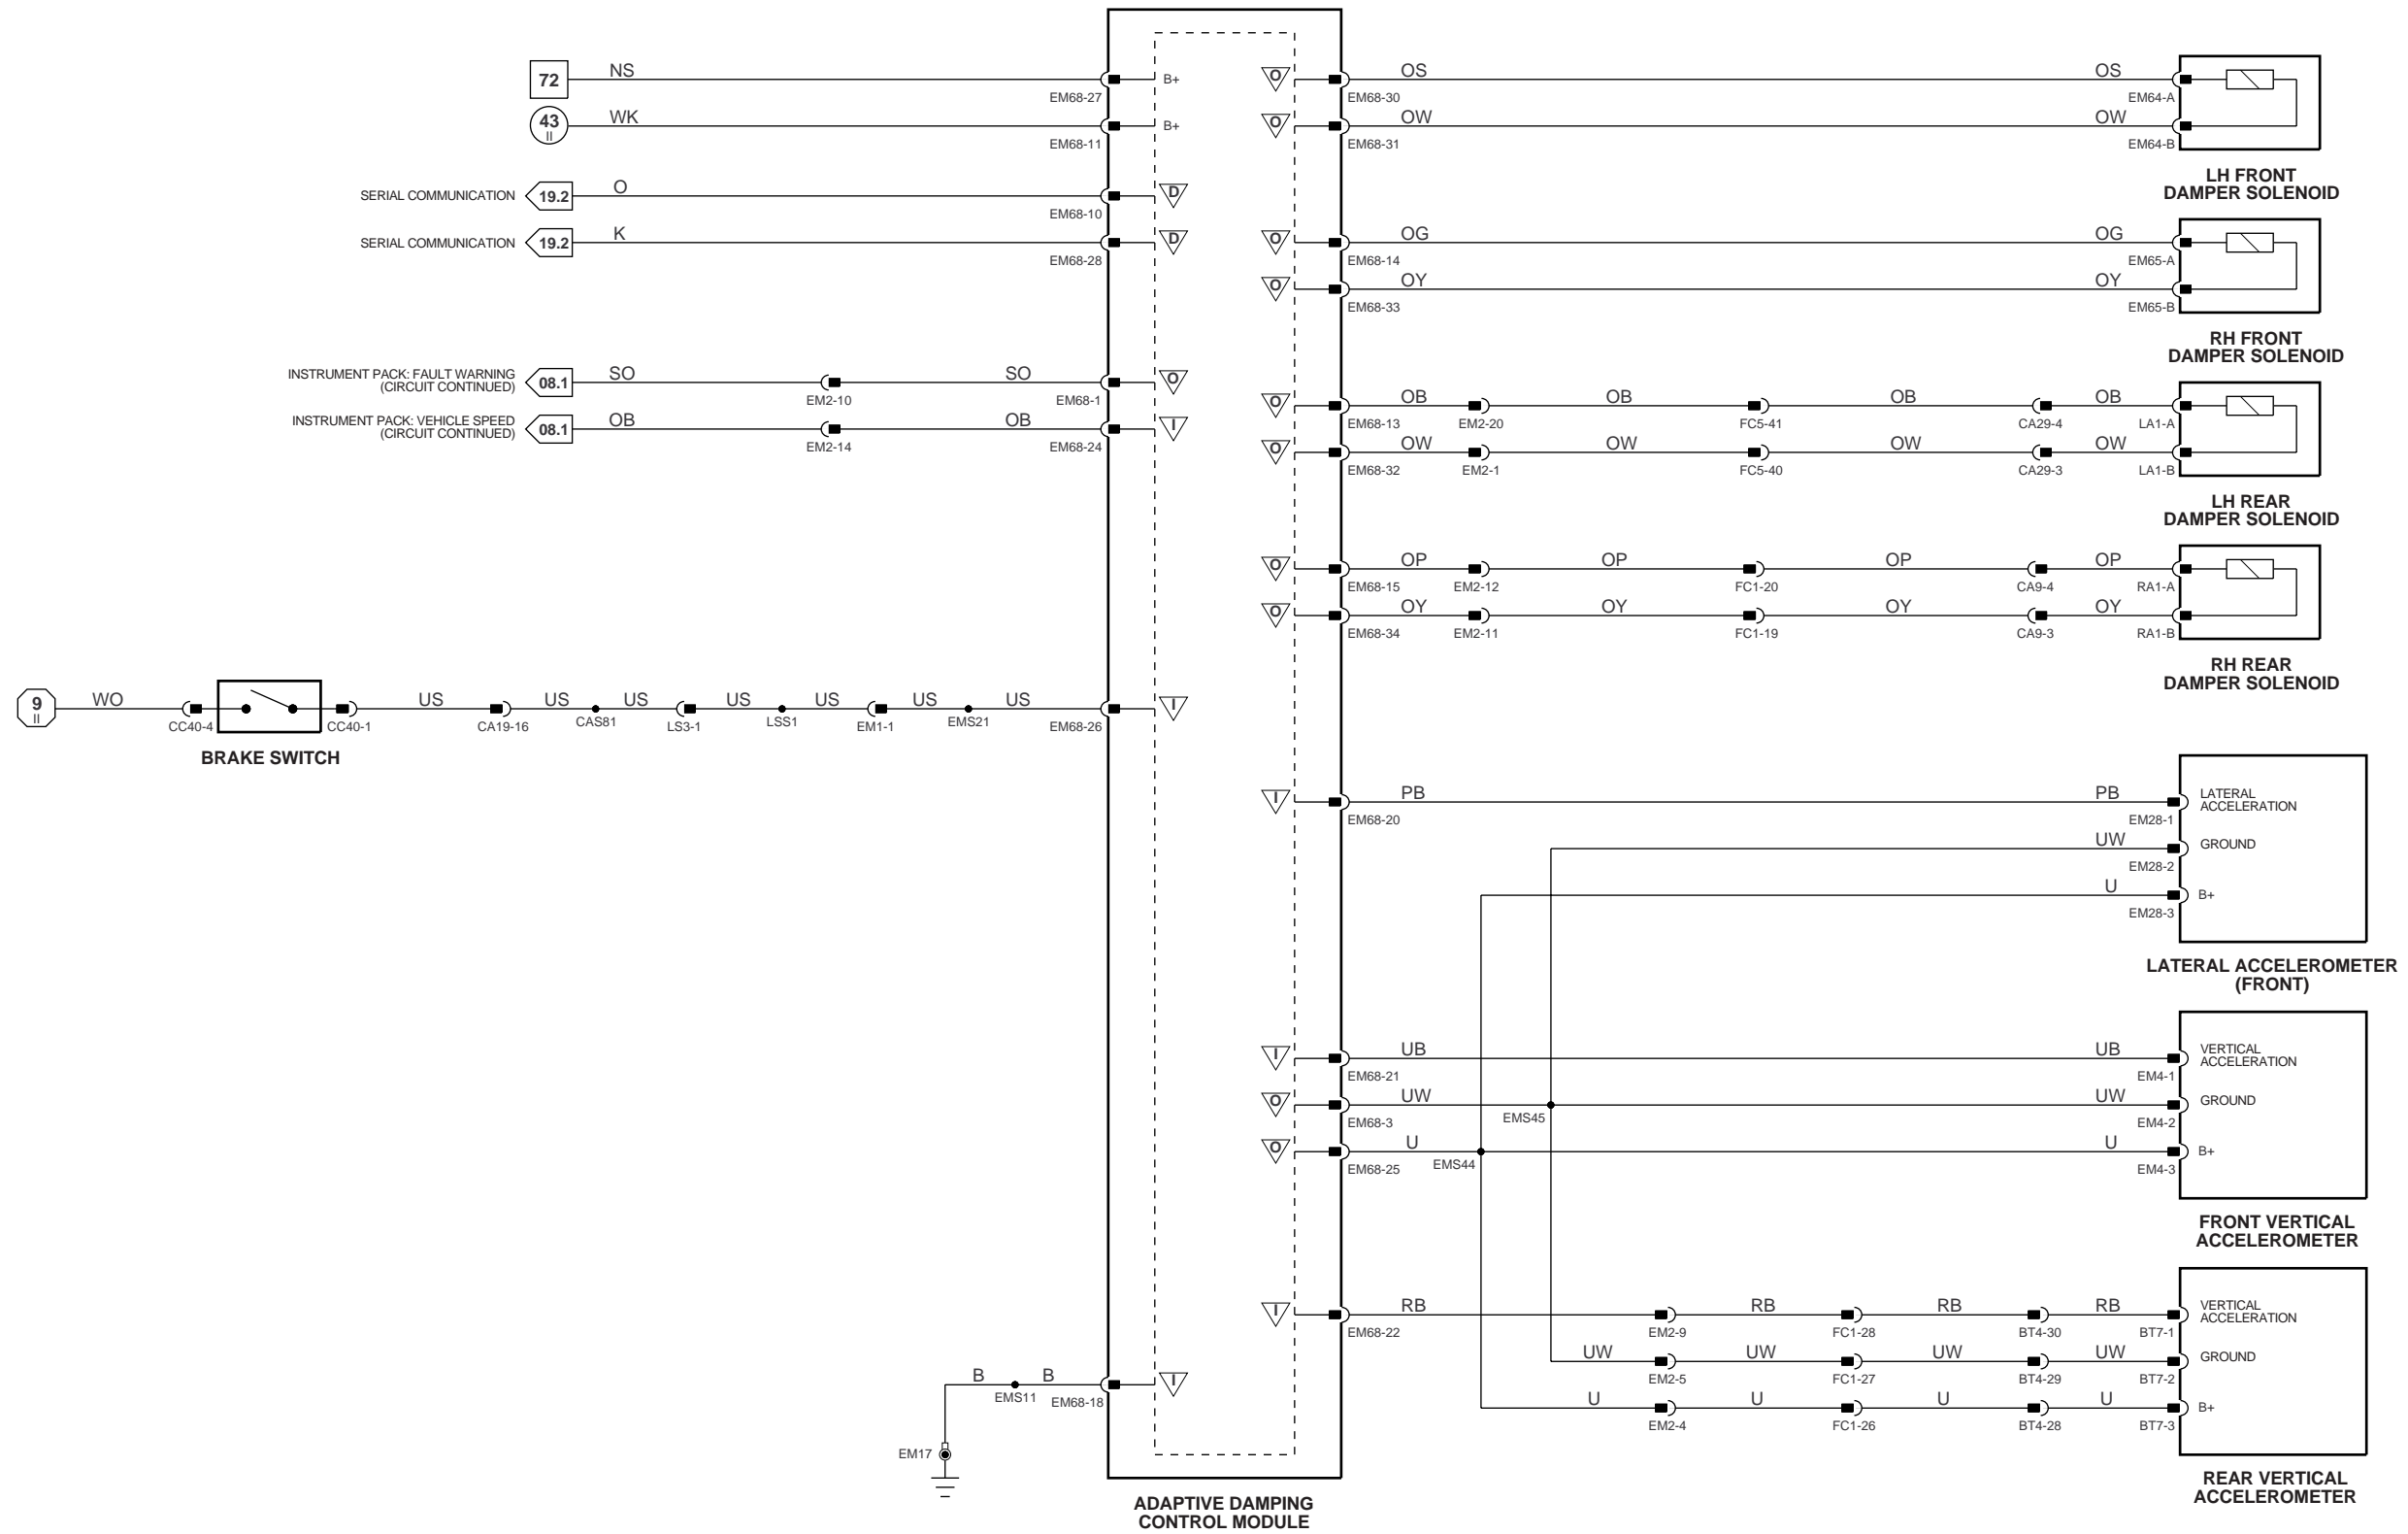 72 NS EM68-27 B+
43 II WK EM68-11 B+
SERIAL COMMUNICATION 19.2 O EM68-10 D
SERIAL COMMUNICATION 19.2 K EM68-28 D
INSTRUMENT PACK: FAULT WARNING
(CIRCUIT CONTINUED) 08.1 SO EM2-10 SO EM68-1 O
INSTRUMENT PACK: VEHICLE SPEED
(CIRCUIT CONTINUED) 08.1 OB EM2-14 OB EM68-24 I
9 II WO CC40-4 CC40-1 US CA19-16 US CAS81 US LS3-1 US LSS1 US EM1-1 US EMS21 US EM68-26 I
BRAKE SWITCH
B EMS11 B EM68-18 I
EM17
ADAPTIVE DAMPING
CONTROL MODULE
O EM68-30 OS OS EM64-A
O EM68-31 OW OW EM64-B
LH FRONT
DAMPER SOLENOID
O EM68-14 OG OG EM65-A
O EM68-33 OY OY EM65-B
RH FRONT
DAMPER SOLENOID
O EM68-13 OB EM2-20 OB FC5-41 OB CA29-4 OB LA1-A
O EM68-32 OW EM2-1 OW FC5-40 OW CA29-3 OW LA1-B
LH REAR
DAMPER SOLENOID
O EM68-15 OP EM2-12 OP FC1-20 OP CA9-4 OP RA1-A
O EM68-34 OY EM2-11 OY FC1-19 OY CA9-3 OY RA1-B
RH REAR
DAMPER SOLENOID
I EM68-20 PB PB EM28-1 LATERAL
ACCELERATION
UW EM28-2 GROUND
U EM28-3 B+
LATERAL ACCELEROMETER
(FRONT)
I EM68-21 UB UB EM4-1 VERTICAL
ACCELERATION
O EM68-3 UW EMS45 UW EM4-2 GROUND
O EM68-25 U EMS44 U EM4-3 B+
FRONT VERTICAL
ACCELEROMETER
I EM68-22 RB EM2-9 RB FC1-28 RB BT4-30 RB BT7-1 VERTICAL
ACCELERATION
UW EM2-5 UW FC1-27 UW BT4-29 UW BT7-2 GROUND
U EM2-4 U FC1-26 U BT4-28 U BT7-3 B+
REAR VERTICAL
ACCELEROMETER